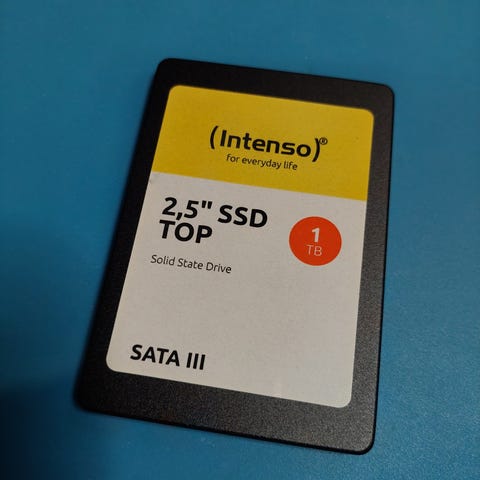 (Intenso)®
for everyday life
2,5" SSD
TOP
1
TB
Solid State Drive
SATA III